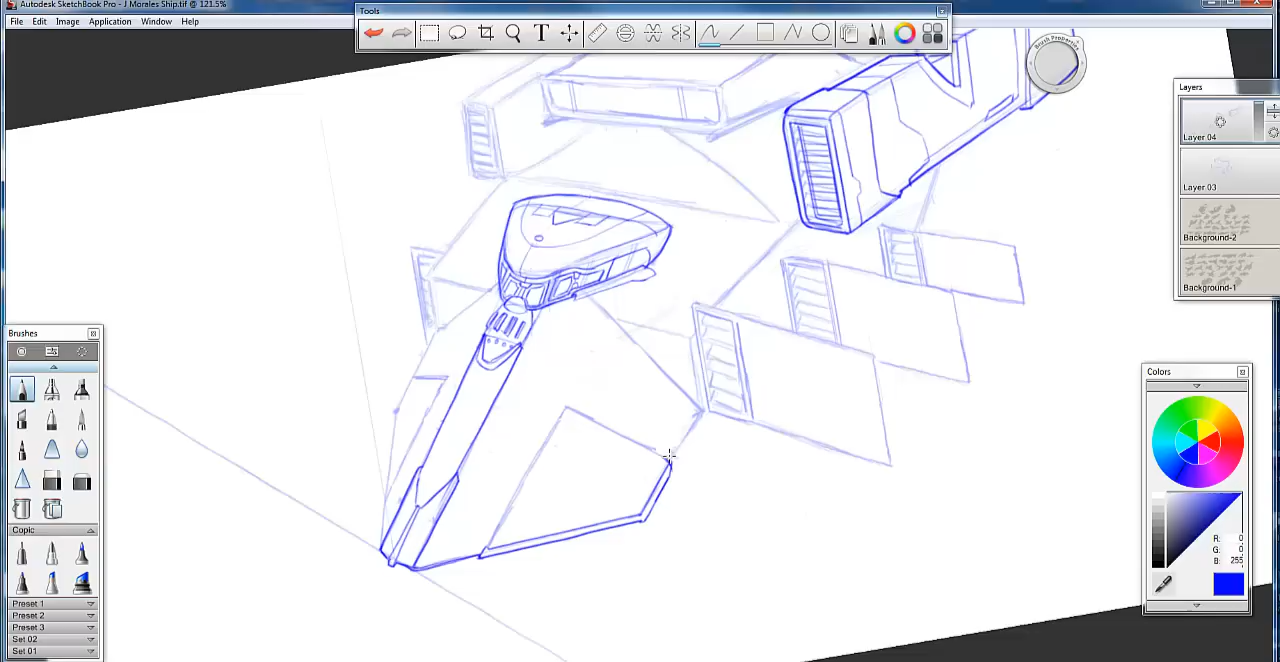 Autodesk SketchBook Pro - J Morales Ship.tif @ 121.5%
File Edit Image Application Window Help
Tools
T
Brush Properties
Layers
Layer 04
Layer 03
Background-2
Background-1
Brushes
Copic
Preset 1
Preset 2
Preset 3
Set 02
Set 01
Colors
R: 0
G: 0
B: 255